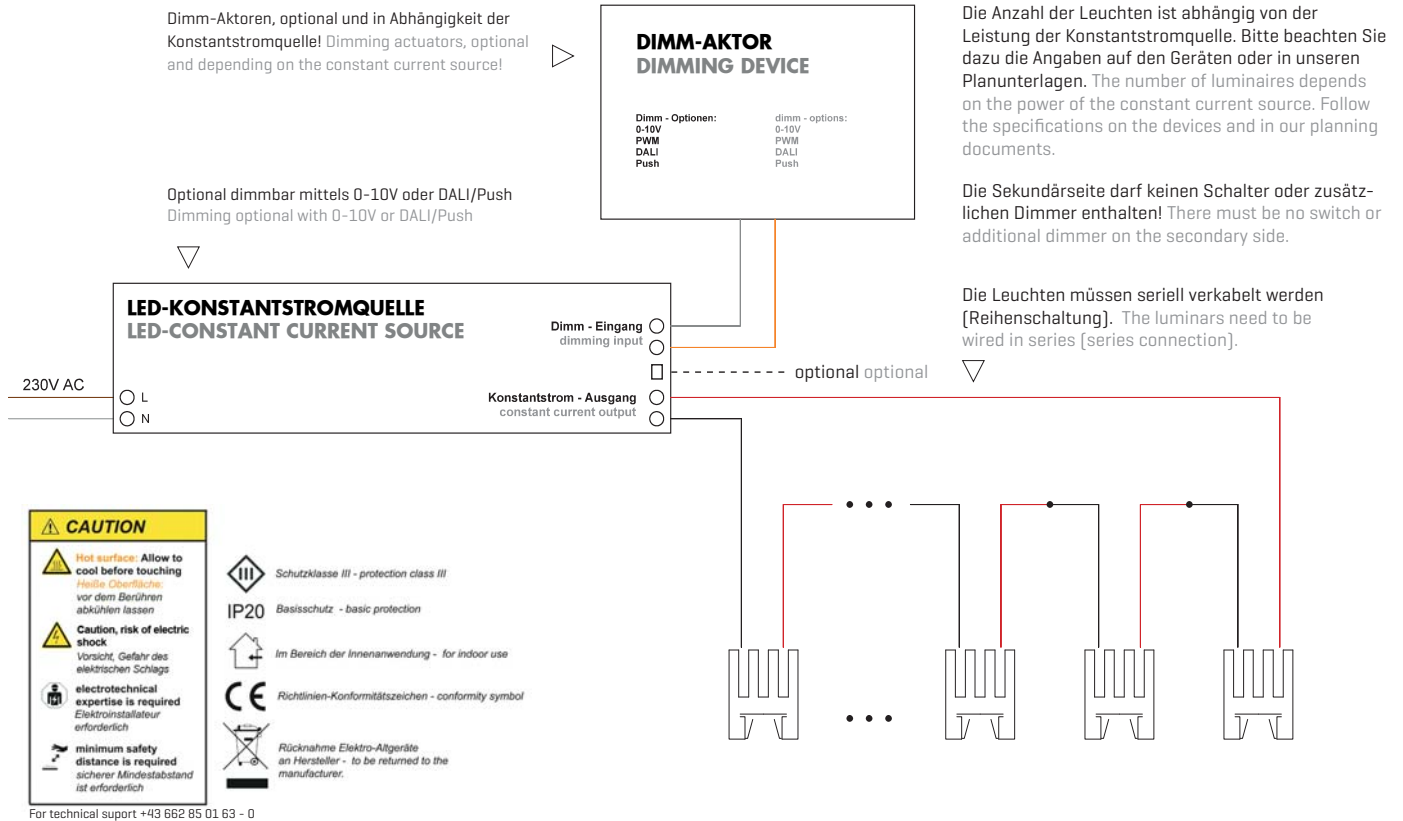 Dimm-Aktoren, optional und in Abhängigkeit der
Konstantstromquelle! Dimming actuators, optional
and depending on the constant current source!
DIMM-AKTOR
DIMMING DEVICE
Dimm - Optionen:
0-10V
PWM
DALI
Push
dimm - options:
0-10V
PWM
DALI
Push
Die Anzahl der Leuchten ist abhängig von der
Leistung der Konstantstromquelle. Bitte beachten Sie
dazu die Angaben auf den Geräten oder in unseren
Planunterlagen. The number of luminaires depends
on the power of the constant current source. Follow
the specifications on the devices and in our planning
documents.
Die Sekundärseite darf keinen Schalter oder zusätz-
lichen Dimmer enthalten! There must be no switch or
additional dimmer on the secondary side.
Die Leuchten müssen seriell verkabelt werden
(Reihenschaltung). The luminars need to be
wired in series (series connection).
Optional dimmbar mittels 0-10V oder DALI/Push
Dimming optional with 0-10V or DALI/Push
LED-KONSTANTSTROMQUELLE
LED-CONSTANT CURRENT SOURCE
Dimm - Eingang
dimming input
optional optional
Konstantstrom - Ausgang
constant current output
230V AC
L
N
CAUTION
Hot surface: Allow to
cool before touching
Heiße Oberfläche:
vor dem Berühren
abkühlen lassen
Caution, risk of electric
shock
Vorsicht, Gefahr des
elektrischen Schlags
electrotechnical
expertise is required
Elektroinstallateur
erforderlich
minimum safety
distance is required
sicherer Mindestabstand
ist erforderlich
III
Schutzklasse III - protection class III
IP20 Basisschutz - basic protection
Im Bereich der Innenanwendung - for indoor use
CE Richtlinien-Konformitätszeichen - conformity symbol
Rücknahme Elektro-Altgeräte
an Hersteller - to be returned to the
manufacturer.
For technical suport +43 662 85 01 63 - 0